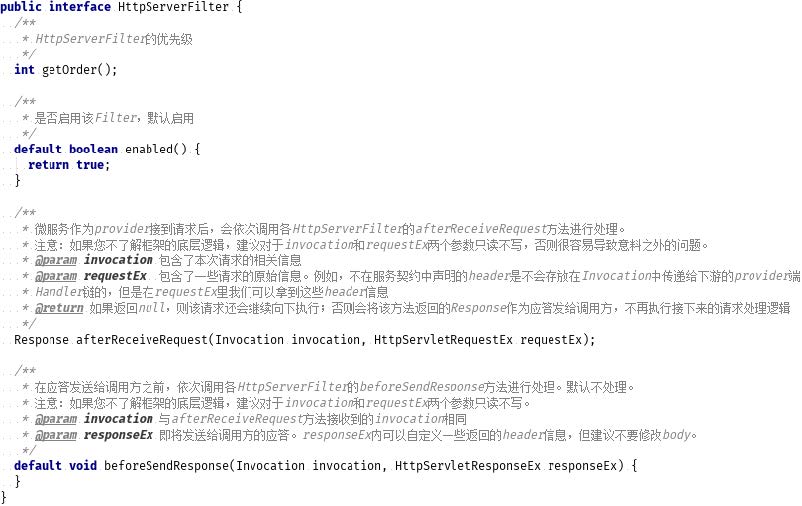 public interface HttpServerFilter {
/**
* HttpServerFilter的优先级
*/
int getOrder();
/**
* 是否启用该Filter，默认启用
*/
default boolean enabled() {
return true;
}
/**
* 微服务作为provider接到请求后，会依次调用各HttpServerFilter的afterReceiveRequest方法进行处理。
* 注意：如果您不了解框架的底层逻辑，建议对于invocation和requestEx两个参数只读不写，否则很容易导致意料之外的问题。
* @param invocation 包含了本次请求的相关信息
* @param requestEx 包含了一些请求的原始信息。例如，不在服务契约中声明的header是不会存放在Invocation中传递给下游的provider端
* Handler链的，但是在requestEx里我们可以拿到这些header信息
* @return 如果返回null，则该请求还会继续向下执行；否则会将该方法返回的Response作为应答发给调用方，不再执行接下来的请求处理逻辑
*/
Response afterReceiveRequest(Invocation invocation, HttpServletRequestEx requestEx);
/**
* 在应答发送给调用方之前，依次调用各HttpServerFilter的beforeSendResponse方法进行处理。默认不处理。
* 注意：如果您不了解框架的底层逻辑，建议对于invocation和requestEx两个参数只读不写。
* @param invocation 与afterReceiveRequest方法接收到的invocation相同
* @param responseEx 即将发送给调用方的应答。responseEx内可以自定义一些返回的header信息，但建议不要修改body。
*/
default void beforeSendResponse(Invocation invocation, HttpServletResponseEx responseEx) {
}
}